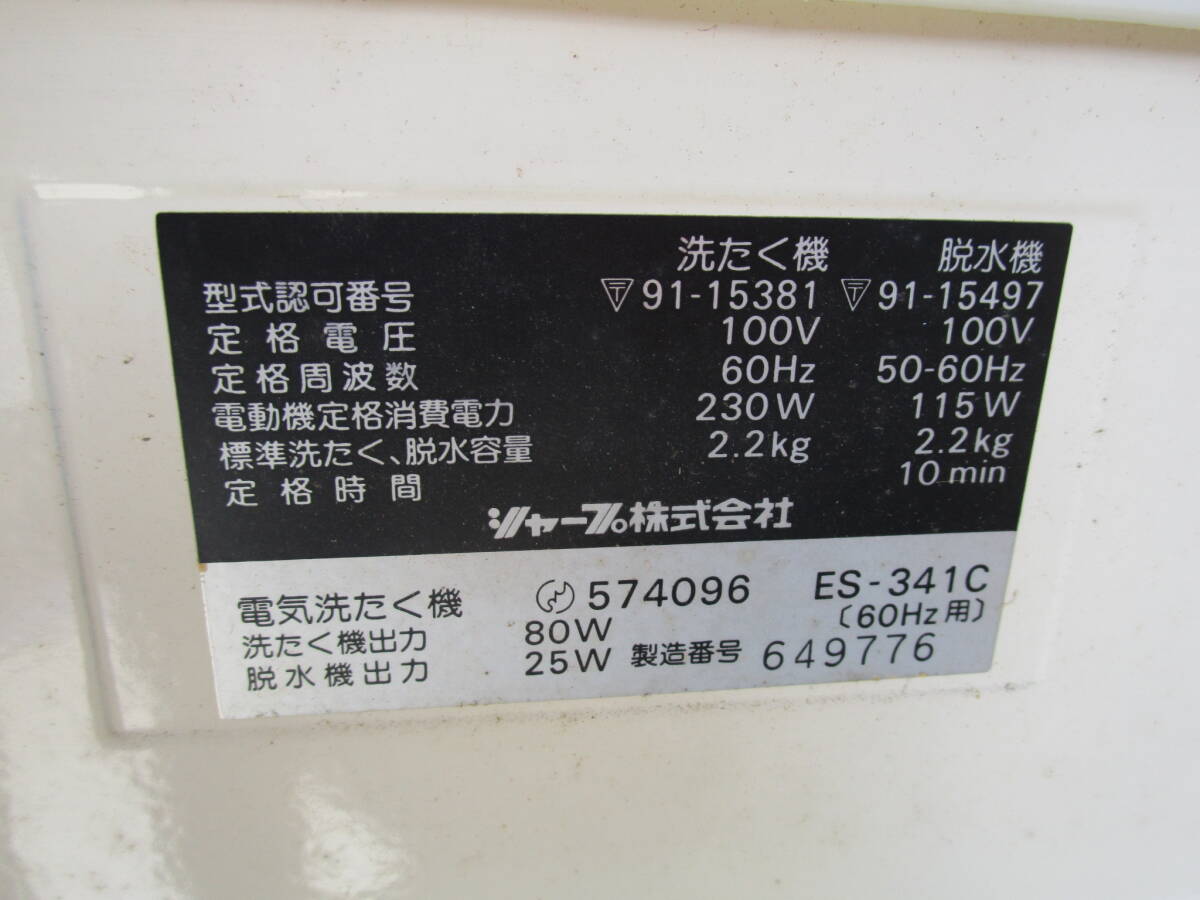 洗たく機 脱水機
型式認可番号 〒91-15381 〒91-15497
定格電圧 100V 100V
定格周波数 60Hz 50-60Hz
電動機定格消費電力 230W 115W
標準洗たく、脱水容量 2.2kg 2.2kg
定格時間 10min
シャープ株式会社
電気洗たく機 574096 ES-341C
洗たく機出力 80W 〔60Hz用〕
脱水機出力 25W 製造番号 649776